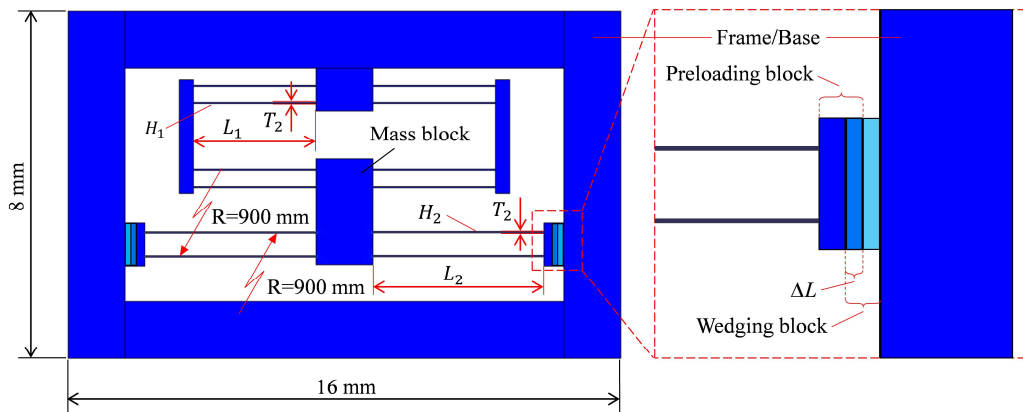 Frame/Base
Preloading block
H₁
T₂
L₁
Mass block
8 mm
R=900 mm
H₂
T₂
R=900 mm
L₂
ΔL
Wedging block
16 mm